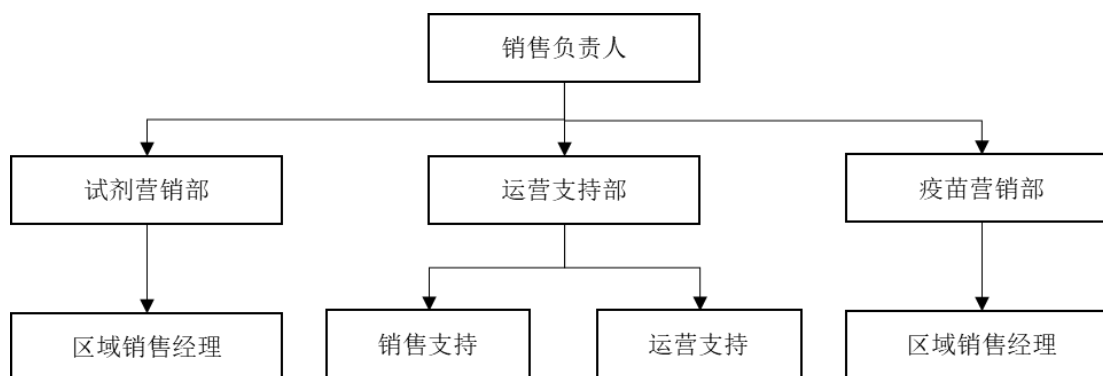 销售负责人
试剂营销部
运营支持部
疫苗营销部
区域销售经理
销售支持
运营支持
区域销售经理